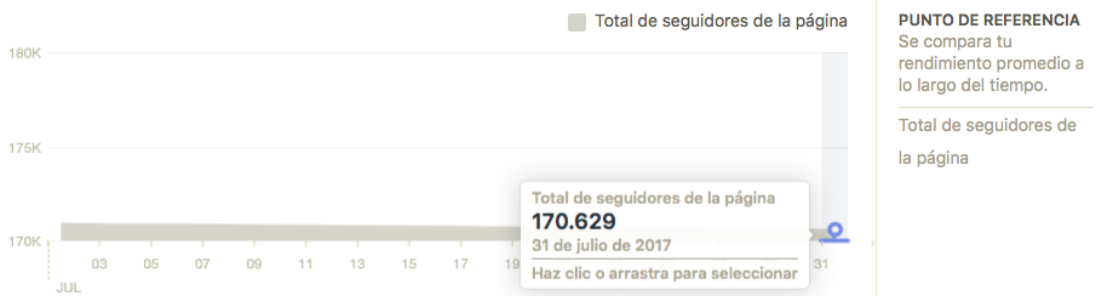 Total de seguidores de la página
180K
175K
170K
03 05 07 09 11 13 15 17 19 31
JUL
Total de seguidores de la página
170.629
31 de julio de 2017
Haz clic o arrastra para seleccionar
PUNTO DE REFERENCIA
Se compara tu
rendimiento promedio a
lo largo del tiempo.
Total de seguidores de
la página